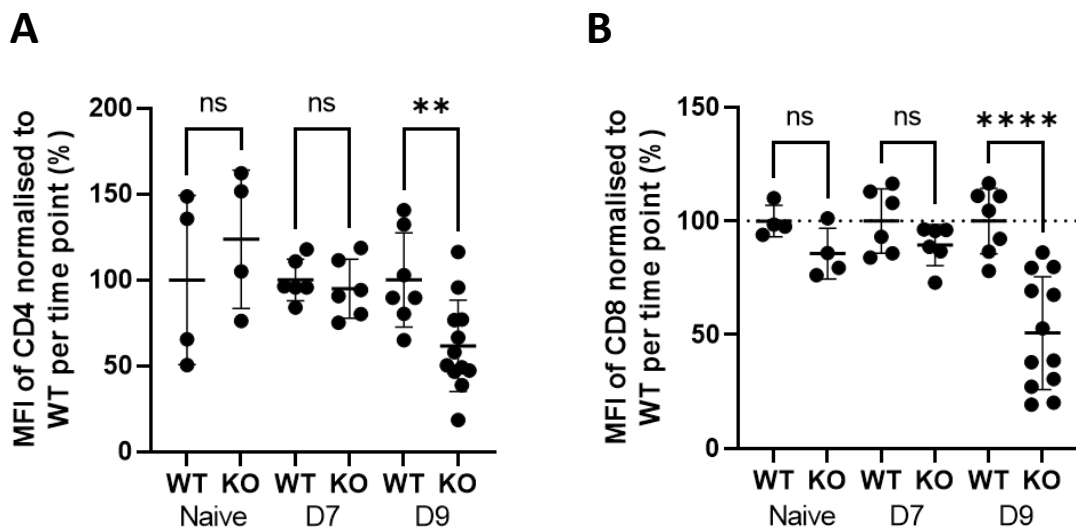 A
MFI of CD4 normalised to
WT per time point (%)
200
150
100
50
0
ns
ns
**
WT KO WT KO WT KO
Naive D7 D9
B
MFI of CD8 normalised to
WT per time point (%)
150
100
50
0
ns
ns
****
WT KO WT KO WT KO
Naive D7 D9